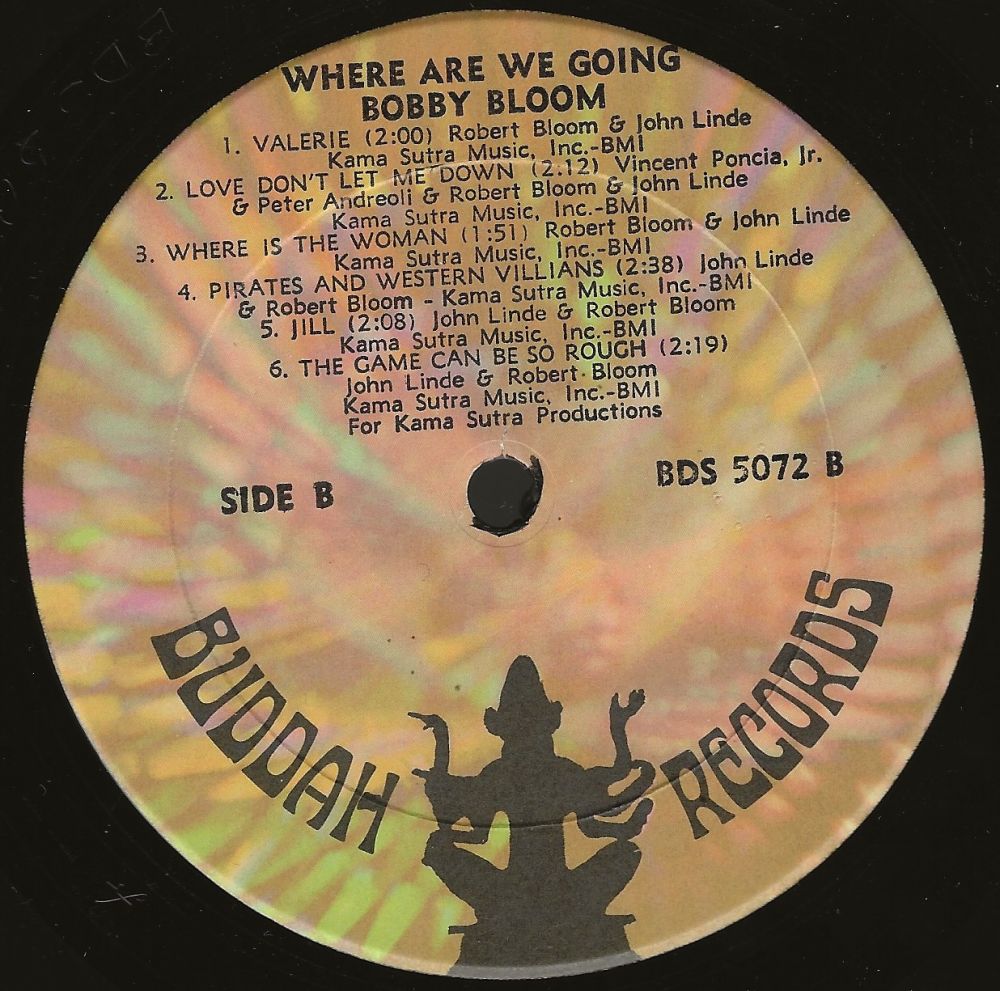 WHERE ARE WE GOING
BOBBY BLOOM
1. VALERIE (2:00) Robert Bloom & John Linde
Kama Sutra Music, Inc.-BMI
2. LOVE DON'T LET ME DOWN (2:12) Vincent Poncia, Jr.
& Peter Andreoli & Robert Bloom & John Linde
Kama Sutra Music, Inc.-BMI
3. WHERE IS THE WOMAN (1:51) Robert Bloom & John Linde
Kama Sutra Music, Inc.-BMI
4. PIRATES AND WESTERN VILLIANS (2:38) John Linde
& Robert Bloom - Kama Sutra Music, Inc.-BMI
5. JILL (2:08) John Linde & Robert Bloom
Kama Sutra Music, Inc.-BMI
6. THE GAME CAN BE SO ROUGH (2:19)
John Linde & Robert Bloom
Kama Sutra Music, Inc.-BMI
For Kama Sutra Productions
SIDE B
BDS 5072 B
BUDDAH RECORDS